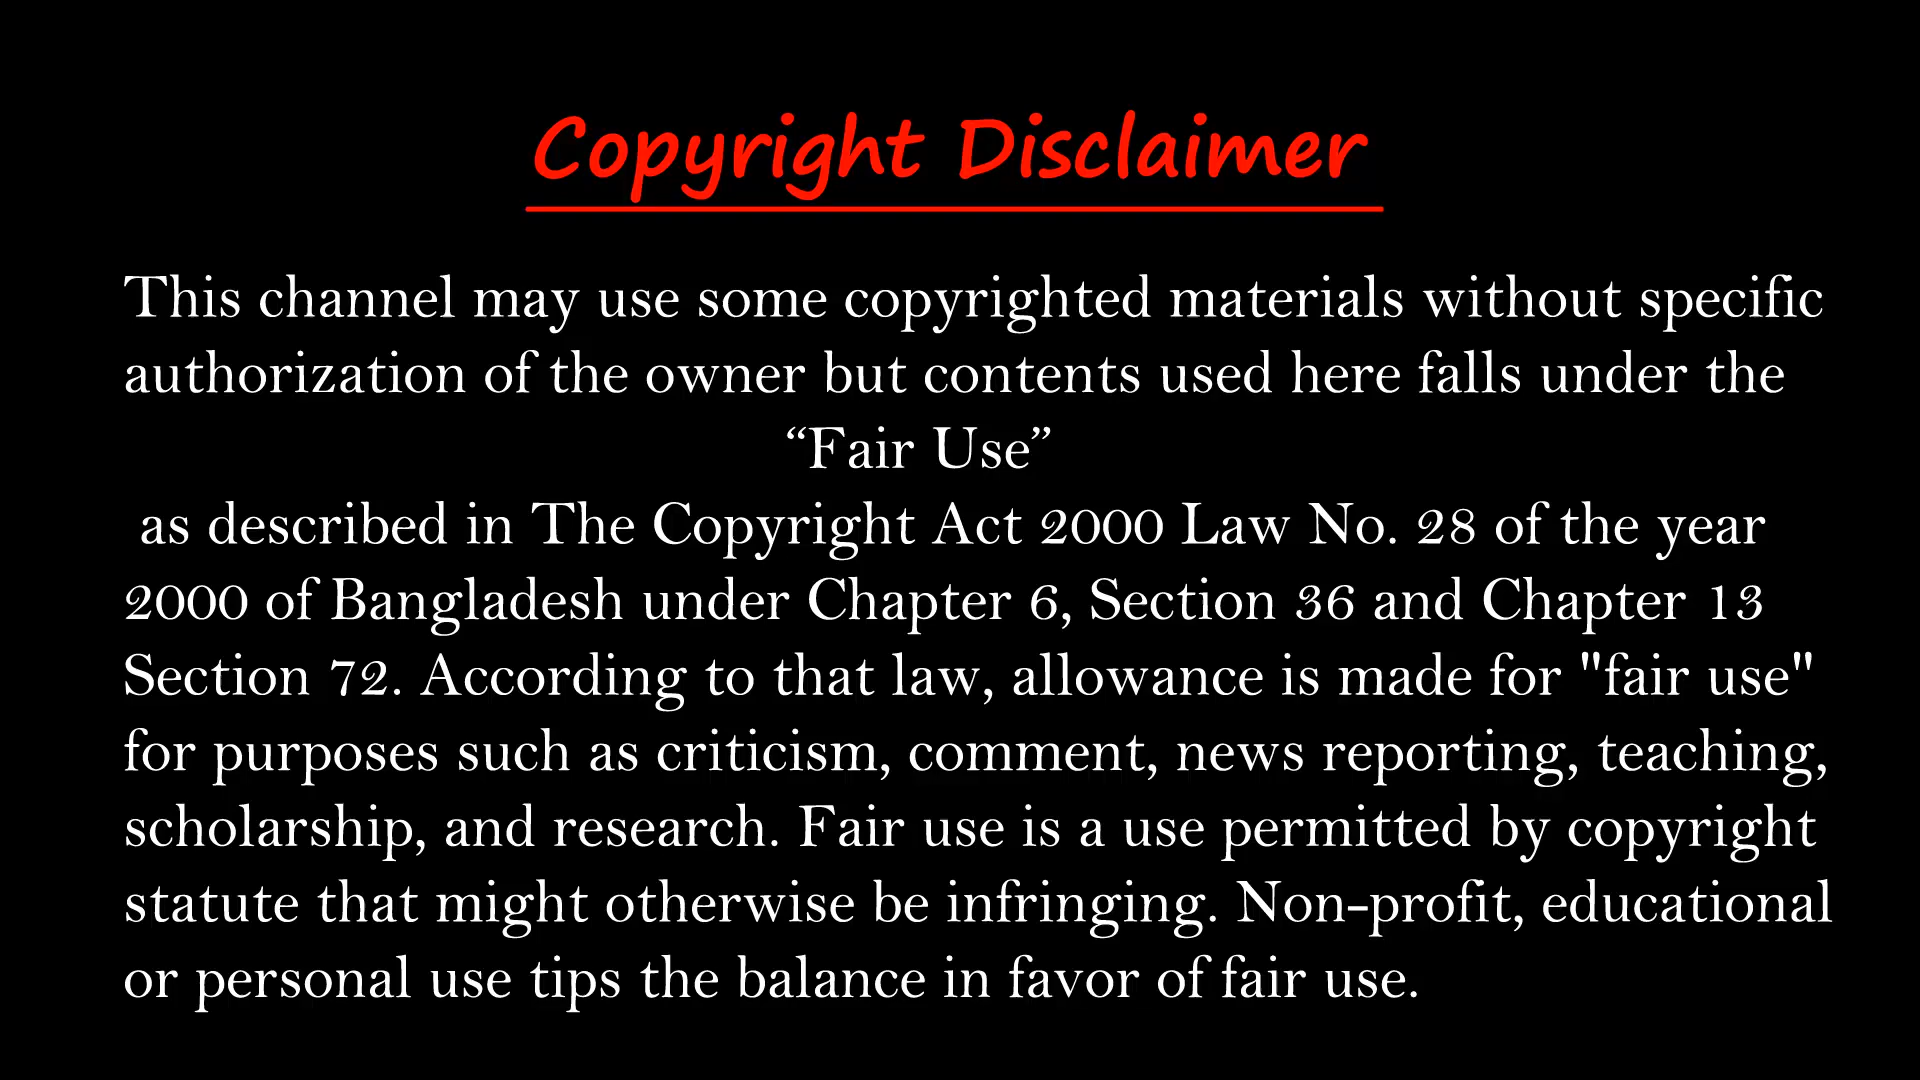 Copyright Disclaimer
This channel may use some copyrighted materials without specific
authorization of the owner but contents used here falls under the
“Fair Use”
as described in The Copyright Act 2000 Law No. 28 of the year
2000 of Bangladesh under Chapter 6, Section 36 and Chapter 13
Section 72. According to that law, allowance is made for "fair use"
for purposes such as criticism, comment, news reporting, teaching,
scholarship, and research. Fair use is a use permitted by copyright
statute that might otherwise be infringing. Non-profit, educational
or personal use tips the balance in favor of fair use.